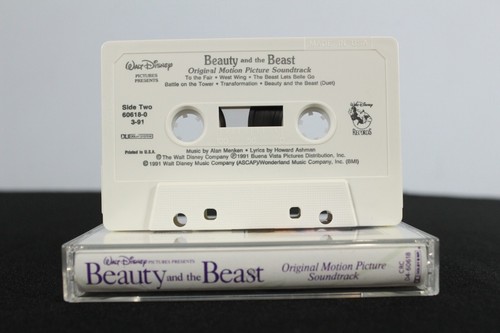 Walt Disney
PICTURES PRESENTS
Beauty and the Beast
Original Motion Picture Soundtrack
To the Fair • West Wing • The Beast Lets Belle Go
Battle on the Tower • Transformation • Beauty and the Beast (Duet)
Side Two
60618-0
3-91
Walt Disney
RECORDS
Printed in U.S.A.
Music by Alan Menken • Lyrics by Howard Ashman
©The Walt Disney Company Ⓟ1991 Buena Vista Pictures Distribution, Inc.
©1991 Walt Disney Music Company (ASCAP)/Wonderland Music Company, Inc. (BMI)
Walt Disney PICTURES PRESENTS
Beauty and the Beast
Original Motion Picture
Soundtrack